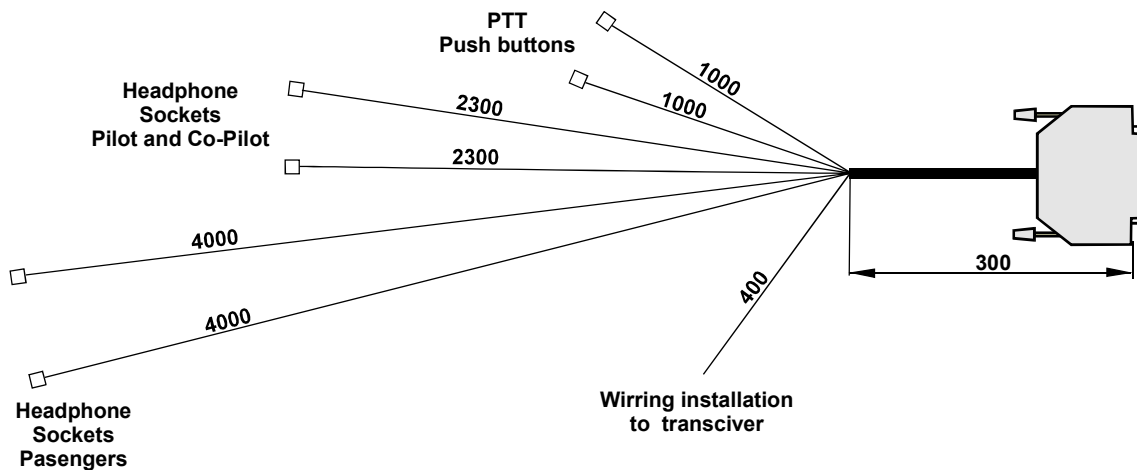 PTT
Push buttons
1000
1000
Headphone
Sockets
Pilot and Co-Pilot
2300
2300
4000
4000
300
400
Wirring installation
to transciver
Headphone
Sockets
Pasengers